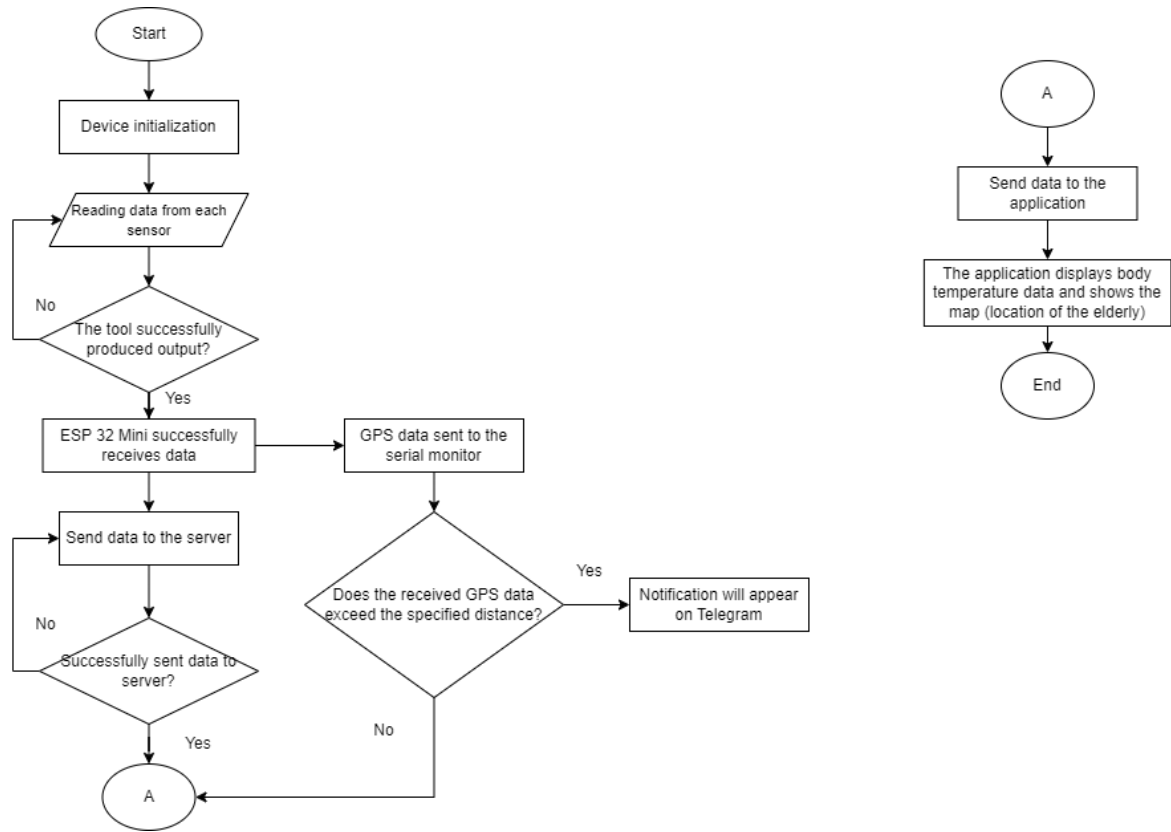 Start
Device initialization
Reading data from each
sensor
No
The tool successfully
produced output?
Yes
ESP 32 Mini successfully
receives data
GPS data sent to the
serial monitor
Send data to the server
No
Successfully sent data to
server?
Yes
A
Does the received GPS data
exceed the specified distance?
Yes
Notification will appear
on Telegram
No
A
Send data to the
application
The application displays body
temperature data and shows the
map (location of the elderly)
End